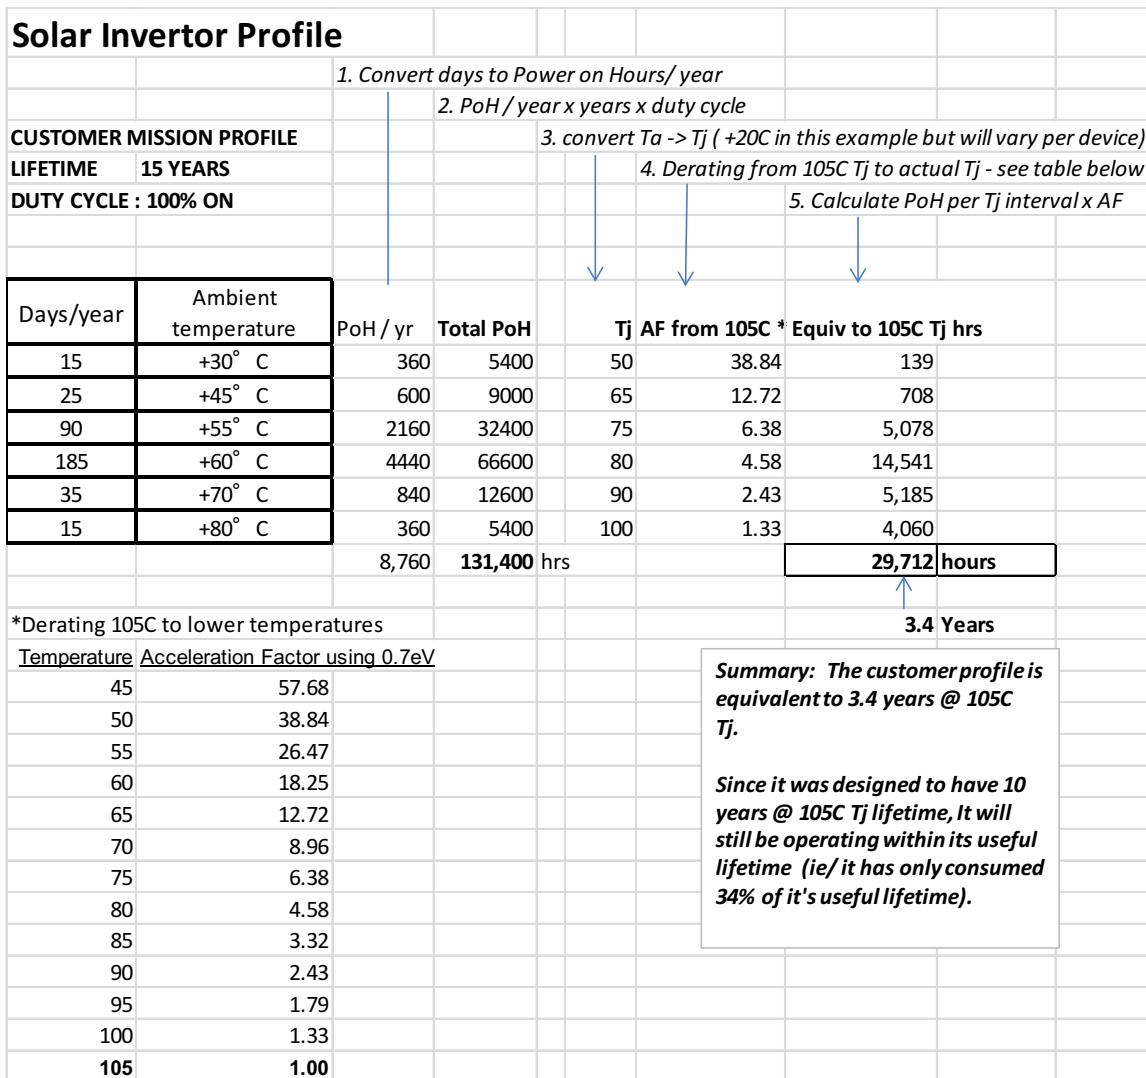 Solar Invertor Profile
1. Convert days to Power on Hours/ year
2. PoH / year x years x duty cycle
CUSTOMER MISSION PROFILE 3. convert Ta -> Tj ( +20C in this example but will vary per device)
LIFETIME 15 YEARS 4. Derating from 105C Tj to actual Tj - see table below
DUTY CYCLE : 100% ON 5. Calculate PoH per Tj interval x AF
Days/year Ambient temperature PoH / yr Total PoH Tj AF from 105C * Equiv to 105C Tj hrs
15 +30° C 360 5400 50 38.84 139
25 +45° C 600 9000 65 12.72 708
90 +55° C 2160 32400 75 6.38 5,078
185 +60° C 4440 66600 80 4.58 14,541
35 +70° C 840 12600 90 2.43 5,185
15 +80° C 360 5400 100 1.33 4,060
8,760 131,400 hrs 29,712 hours
*Derating 105C to lower temperatures 3.4 Years
Temperature Acceleration Factor using 0.7eV
45 57.68
50 38.84
55 26.47
60 18.25
65 12.72
70 8.96
75 6.38
80 4.58
85 3.32
90 2.43
95 1.79
100 1.33
105 1.00
Summary: The customer profile is
equivalent to 3.4 years @ 105C
Tj.
Since it was designed to have 10
years @ 105C Tj lifetime, It will
still be operating within its useful
lifetime (ie/ it has only consumed
34% of it's useful lifetime).